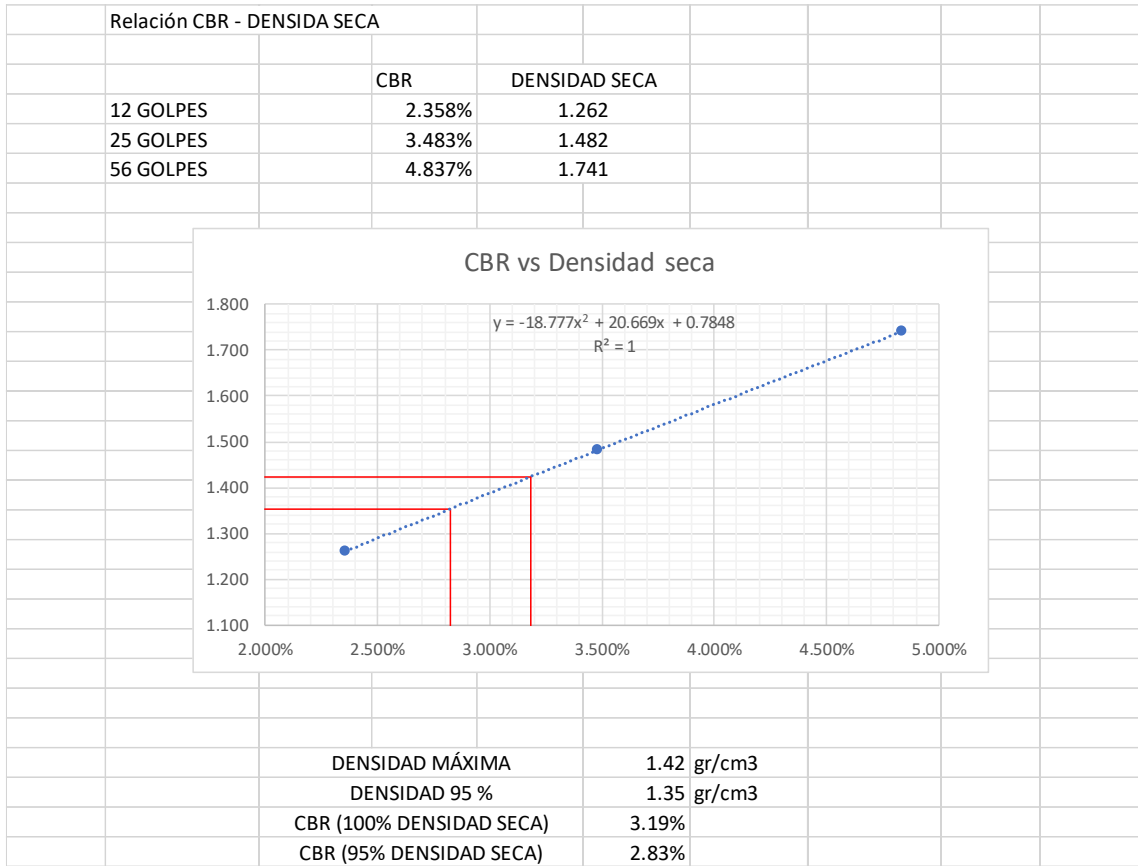 Relación CBR - DENSIDA SECA
CBR DENSIDAD SECA
12 GOLPES 2.358% 1.262
25 GOLPES 3.483% 1.482
56 GOLPES 4.837% 1.741
CBR vs Densidad seca
y = -18.777x² + 20.669x + 0.7848
R² = 1
1.800
1.700
1.600
1.500
1.400
1.300
1.200
1.100
2.000% 2.500% 3.000% 3.500% 4.000% 4.500% 5.000%
DENSIDAD MÁXIMA 1.42 gr/cm3
DENSIDAD 95 % 1.35 gr/cm3
CBR (100% DENSIDAD SECA) 3.19%
CBR (95% DENSIDAD SECA) 2.83%